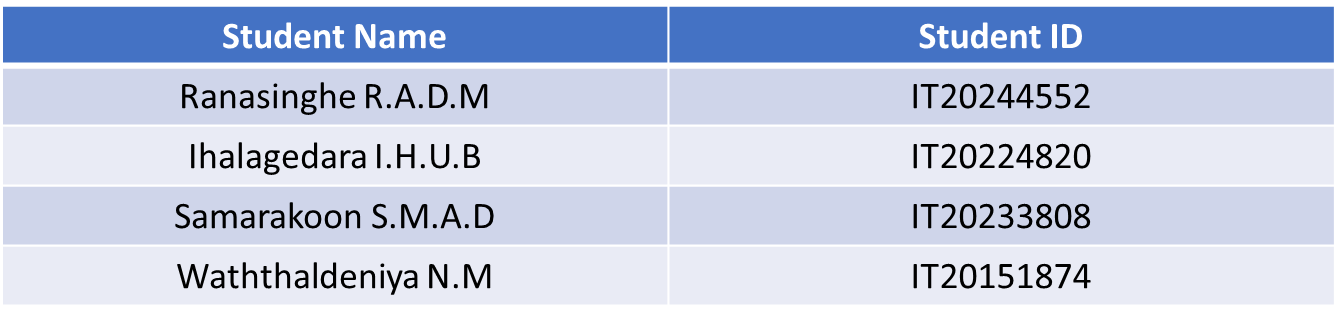 Student Name Student ID
Ranasinghe R.A.D.M IT20244552
Ihalagedara I.H.U.B IT20224820
Samarakoon S.M.A.D IT20233808
Waththaldeniya N.M IT20151874